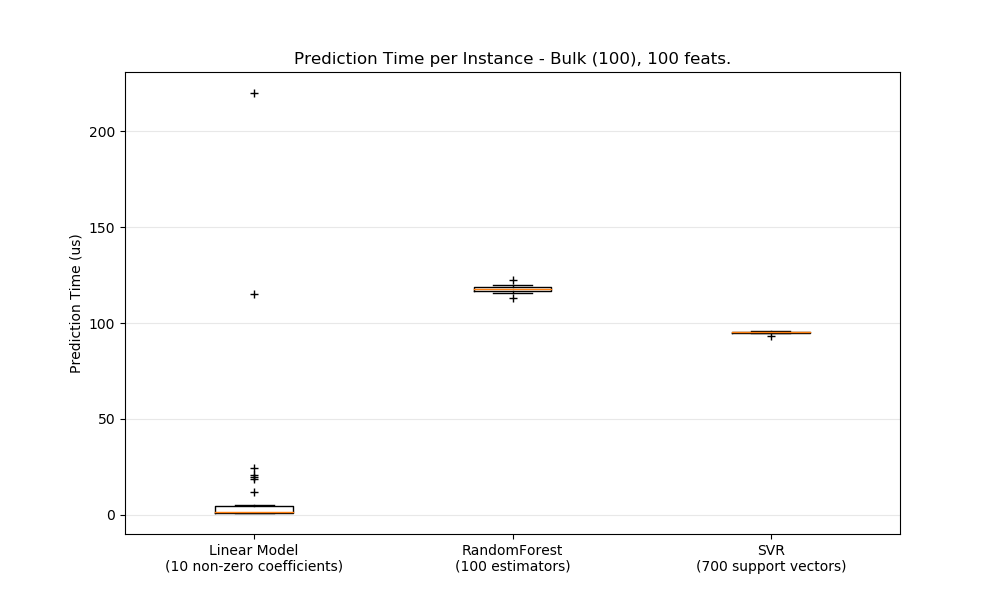 Prediction Time per Instance - Bulk (100), 100 feats.
200
150
100
50
0
Prediction Time (us)
Linear Model
(10 non-zero coefficients)
RandomForest
(100 estimators)
SVR
(700 support vectors)